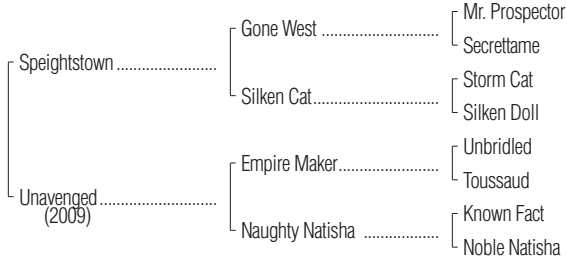 Mr. Prospector
Gone West ..............................
Secrettame
Speightstown .........................
Storm Cat
Silken Cat................................
Silken Doll
Unbridled
Empire Maker.........................
Toussaud
Unavenged.............................
(2009)
Known Fact
Naughty Natisha ...................
Noble Natisha